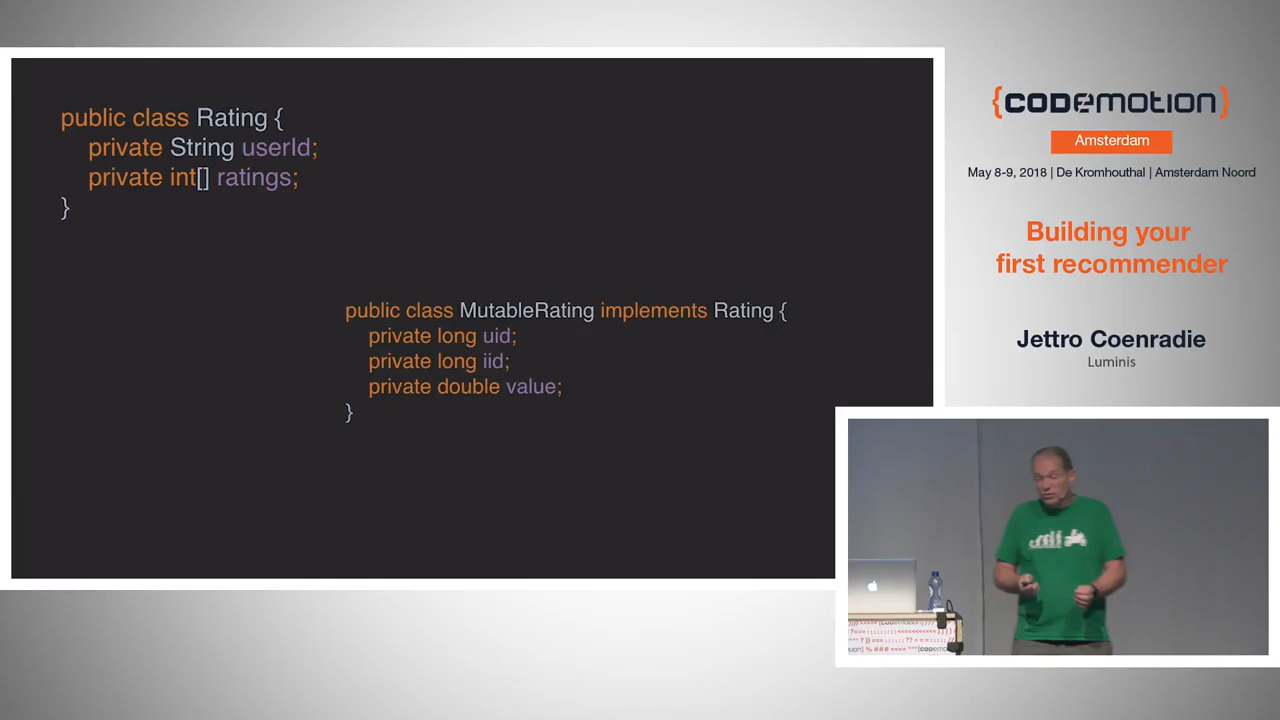 public class Rating {
private String userId;
private int[] ratings;
}
public class MutableRating implements Rating {
private long uid;
private long iid;
private double value;
}
{CODEMOTION}
Amsterdam
May 8-9, 2018 | De Kromhouthal | Amsterdam Noord
Building your
first recommender
Jettro Coenradie
Luminis